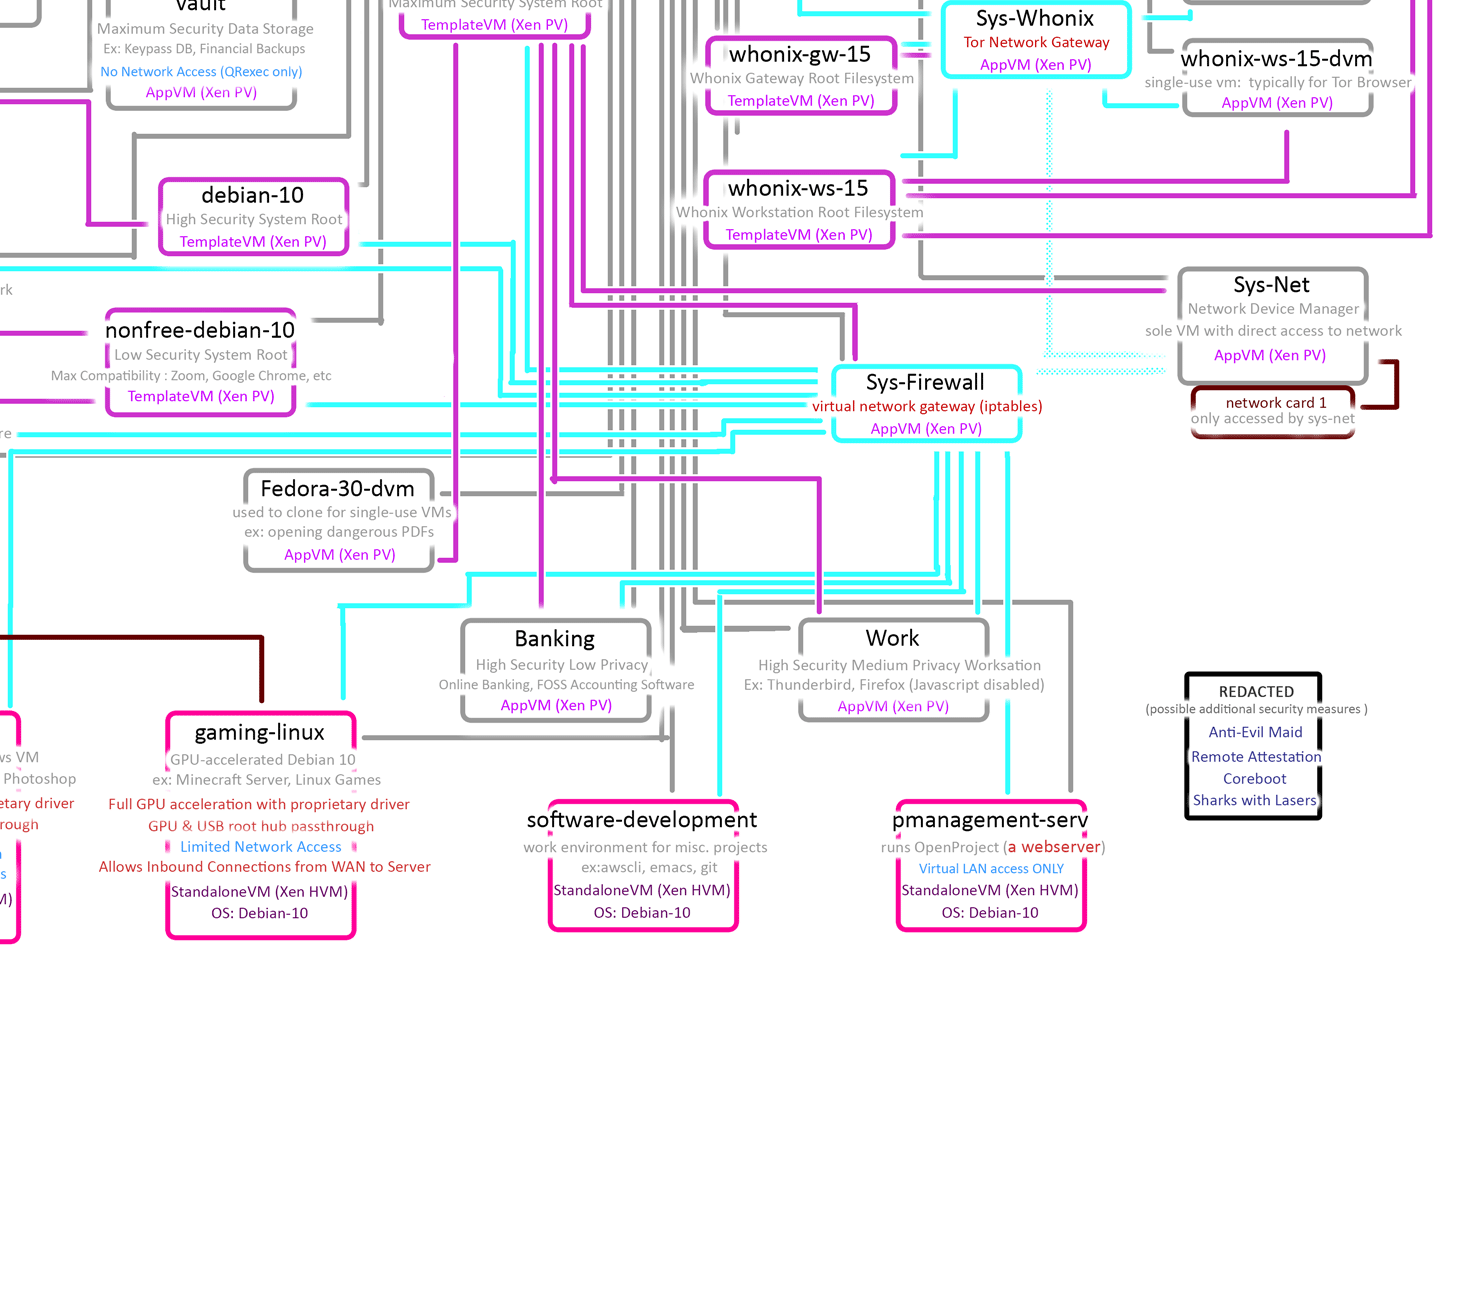 Vault
Maximum Security Data Storage
Ex: Keypass DB, Financial Backups
No Network Access (QRexec only)
AppVM (Xen PV)
Maximum Security System Root
TemplateVM (Xen PV)
whonix-gw-15
Whonix Gateway Root Filesystem
TemplateVM (Xen PV)
Sys-Whonix
Tor Network Gateway
AppVM (Xen PV)
whonix-ws-15-dvm
single-use vm: typically for Tor Browser
AppVM (Xen PV)
debian-10
High Security System Root
TemplateVM (Xen PV)
whonix-ws-15
Whonix Workstation Root Filesystem
TemplateVM (Xen PV)
rk
nonfree-debian-10
Low Security System Root
Max Compatibility : Zoom, Google Chrome, etc
TemplateVM (Xen PV)
Sys-Net
Network Device Manager
sole VM with direct access to network
AppVM (Xen PV)
network card 1
only accessed by sys-net
Sys-Firewall
virtual network gateway (iptables)
AppVM (Xen PV)
re
Fedora-30-dvm
used to clone for single-use VMs
ex: opening dangerous PDFs
AppVM (Xen PV)
Banking
High Security Low Privacy
Online Banking, FOSS Accounting Software
AppVM (Xen PV)
Work
High Security Medium Privacy Worksation
Ex: Thunderbird, Firefox (Javascript disabled)
AppVM (Xen PV)
REDACTED
(possible additional security measures )
Anti-Evil Maid
Remote Attestation
Coreboot
Sharks with Lasers
ws VM
Photoshop
etary driver
rough
s
M)
gaming-linux
GPU-accelerated Debian 10
ex: Minecraft Server, Linux Games
Full GPU acceleration with proprietary driver
GPU & USB root hub passthrough
Limited Network Access
Allows Inbound Connections from WAN to Server
StandaloneVM (Xen HVM)
OS: Debian-10
software-development
work environment for misc. projects
ex:awscli, emacs, git
StandaloneVM (Xen HVM)
OS: Debian-10
pmanagement-serv
runs OpenProject (a webserver)
Virtual LAN access ONLY
StandaloneVM (Xen HVM)
OS: Debian-10